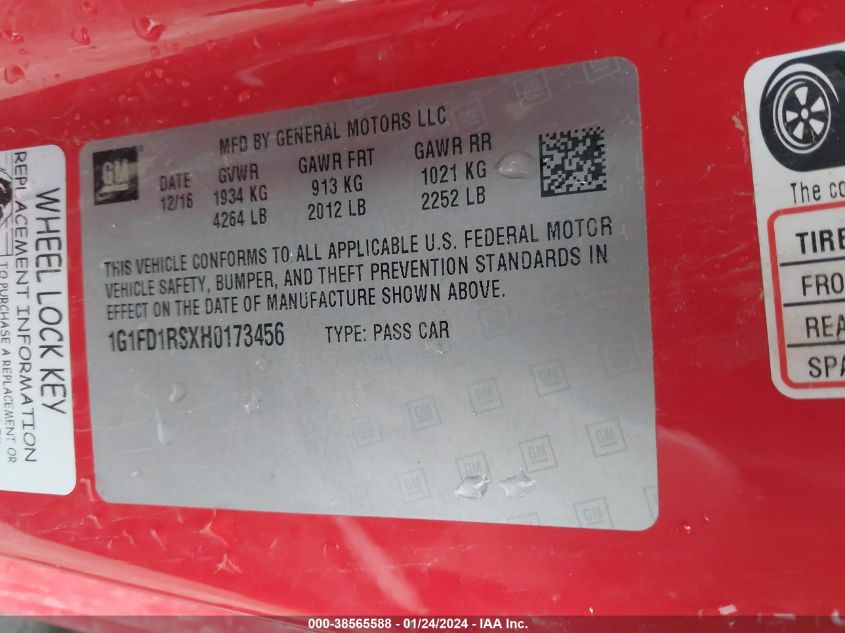 MFD BY GENERAL MOTORS LLC
GM
DATE GVWR GAWR FRT GAWR RR
12/16 1934 KG 913 KG 1021 KG
4264 LB 2012 LB 2252 LB
THIS VEHICLE CONFORMS TO ALL APPLICABLE U.S. FEDERAL MOTOR
VEHICLE SAFETY, BUMPER, AND THEFT PREVENTION STANDARDS IN
EFFECT ON THE DATE OF MANUFACTURE SHOWN ABOVE.
1G1FD1RSXH0173456 TYPE: PASS CAR
WHEEL LOCK KEY
REPLACEMENT INFORMATION
TO PURCHASE A REPLACEMENT OR
The co
TIRE
FRO
REA
SPA
000-38565588 - 01/24/2024 - IAA Inc.